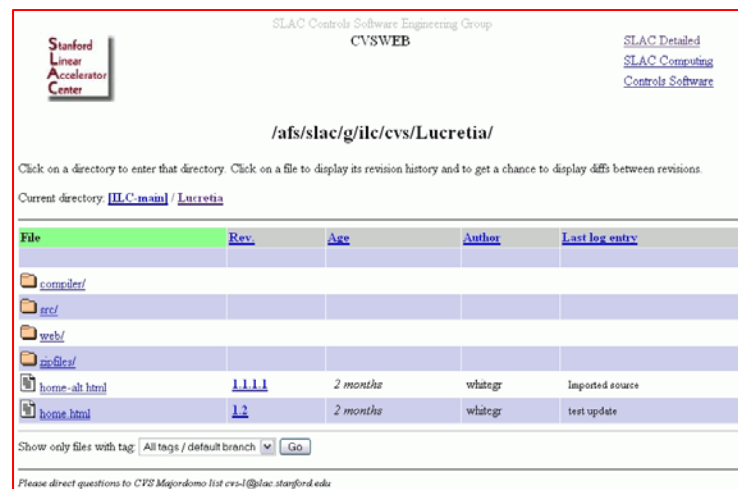 SLAC Controls Software Engineering Group
CVSWEB
Stanford
Linear
Accelerator
Center
SLAC Detailed
SLAC Computing
Controls Software
/afs/slac/g/ilc/cvs/Lucretia/
Click on a directory to enter that directory. Click on a file to display its revision history and to get a chance to display diffs between revisions.
Current directory: [ILC-main] / Lucretia
File Rev. Age Author Last log entry
compiler/
src/
web/
zipfiles/
home-alt.html 1.1.1.1 2 months whitegr Imported source
home.html 1.2 2 months whitegr test update
Show only files with tag: All tags / default branch Go
Please direct questions to CVS Majordomo list cvs-l@slac.stanford.edu